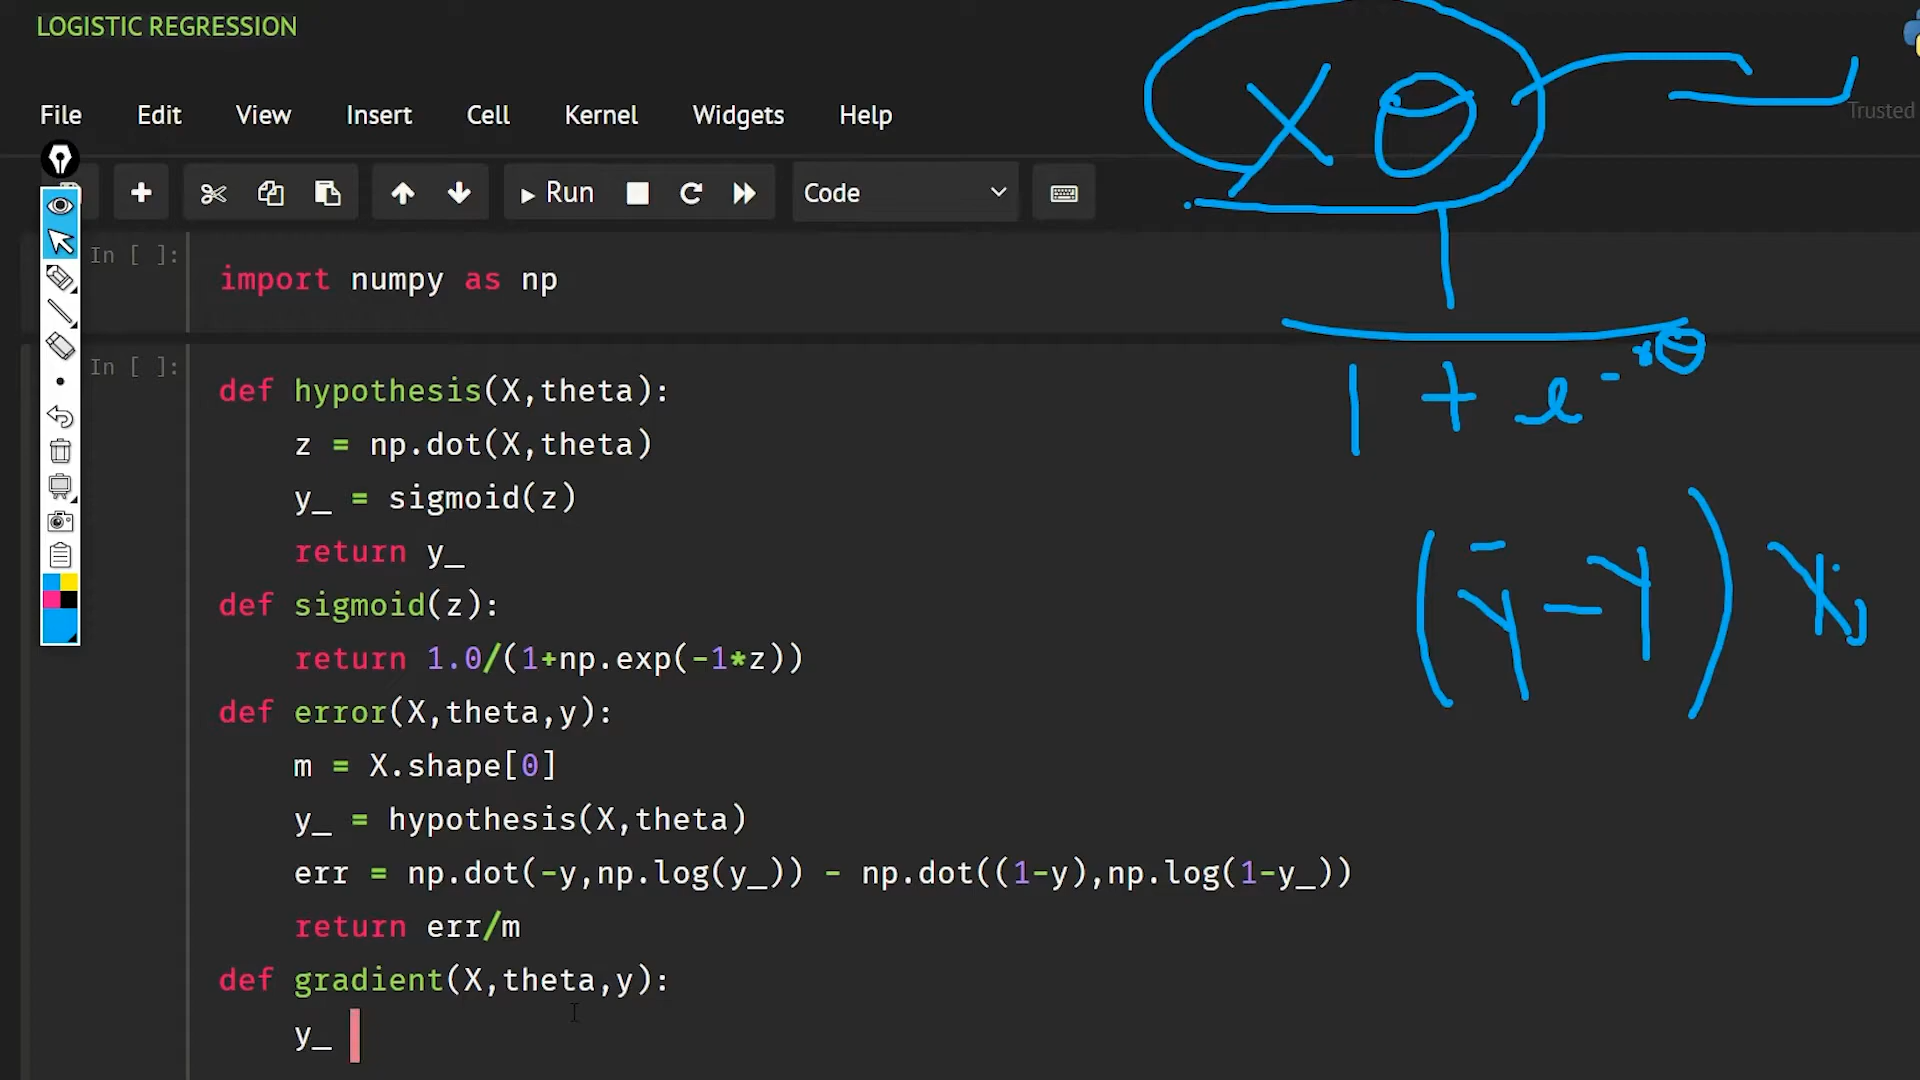 LOGISTIC REGRESSION
File Edit View Insert Cell Kernel Widgets Help
Trusted
Run Code
In [ ]:
import numpy as np
In [ ]:
def hypothesis(X,theta):
z = np.dot(X,theta)
y_ = sigmoid(z)
return y_
def sigmoid(z):
return 1.0/(1+np.exp(-1*z))
def error(X,theta,y):
m = X.shape[0]
y_ = hypothesis(X,theta)
err = np.dot(-y,np.log(y_)) - np.dot((1-y),np.log(1-y_))
return err/m
def gradient(X,theta,y):
y_
XΘ
1
1 + e^-xΘ
(ȳ - y) Xj